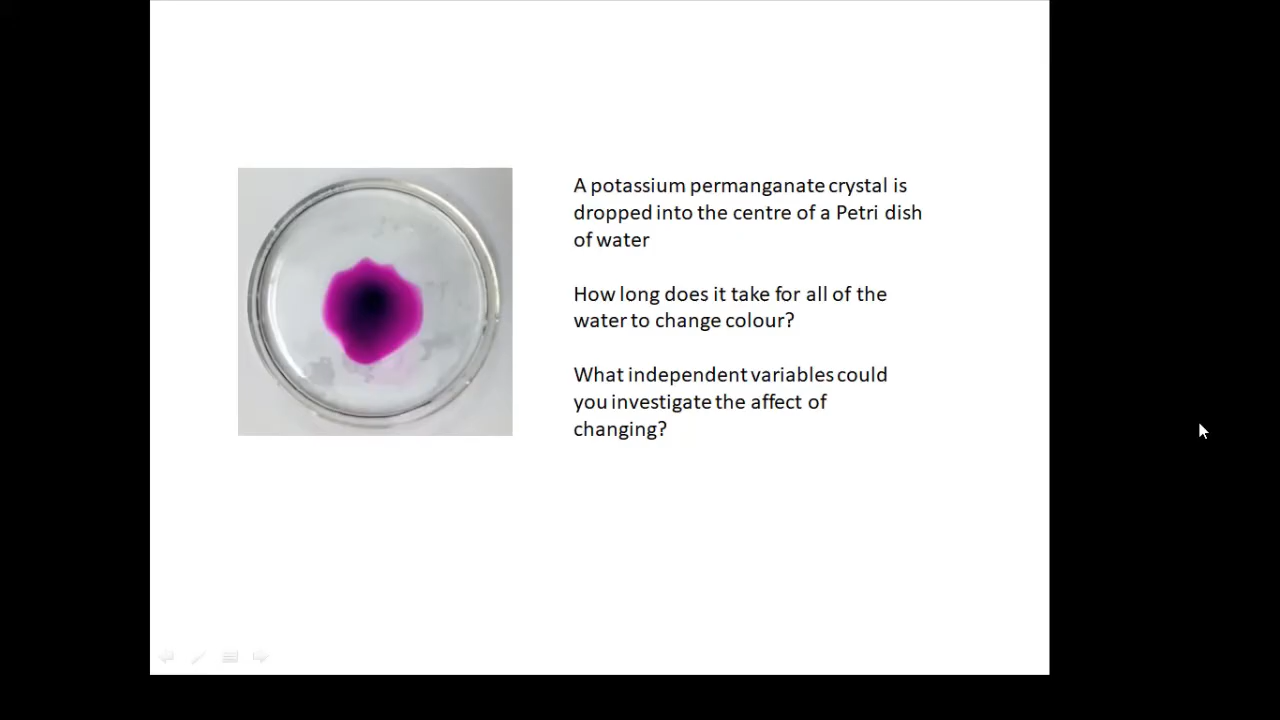 A potassium permanganate crystal is
dropped into the centre of a Petri dish
of water
How long does it take for all of the
water to change colour?
What independent variables could
you investigate the affect of
changing?